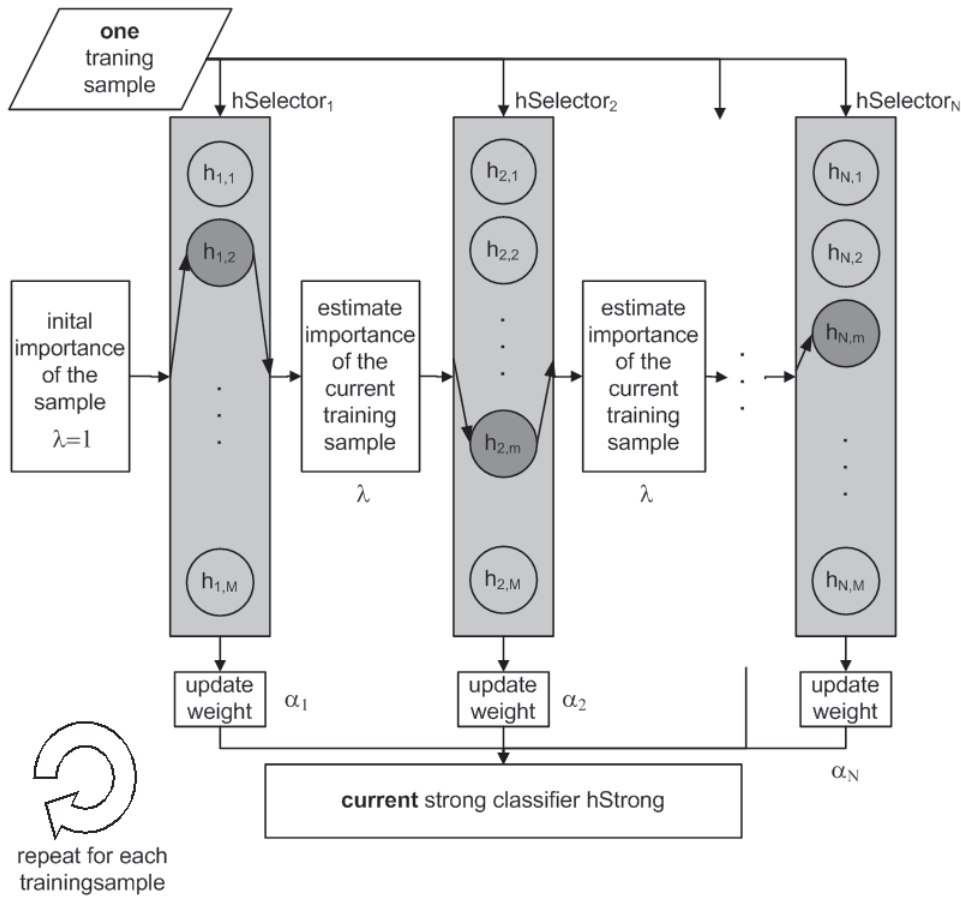 one
traning
sample
hSelector₁
hSelector₂
hSelectorN
h₁,₁
h₁,₂
.
.
.
h₁,M
h₂,₁
h₂,₂
.
.
.
h₂,m
h₂,M
hN,₁
hN,₂
hN,m
.
.
.
hN,M
inital
importance
of the
sample
λ=1
estimate
importance
of the
current
training
sample
λ
estimate
importance
of the
current
training
sample
λ
.
.
.
update
weight
α₁
update
weight
α₂
update
weight
αN
current strong classifier hStrong
repeat for each
trainingsample